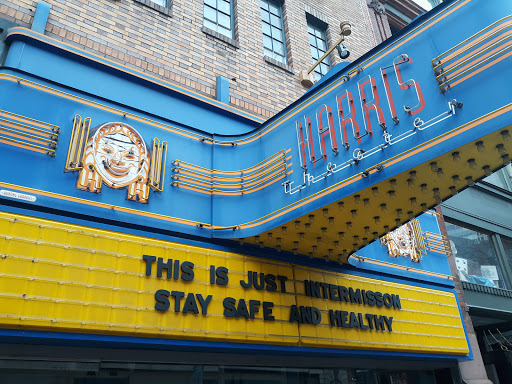 HARRIS
theater
THIS IS JUST INTERMISSON
STAY SAFE AND HEALTHY